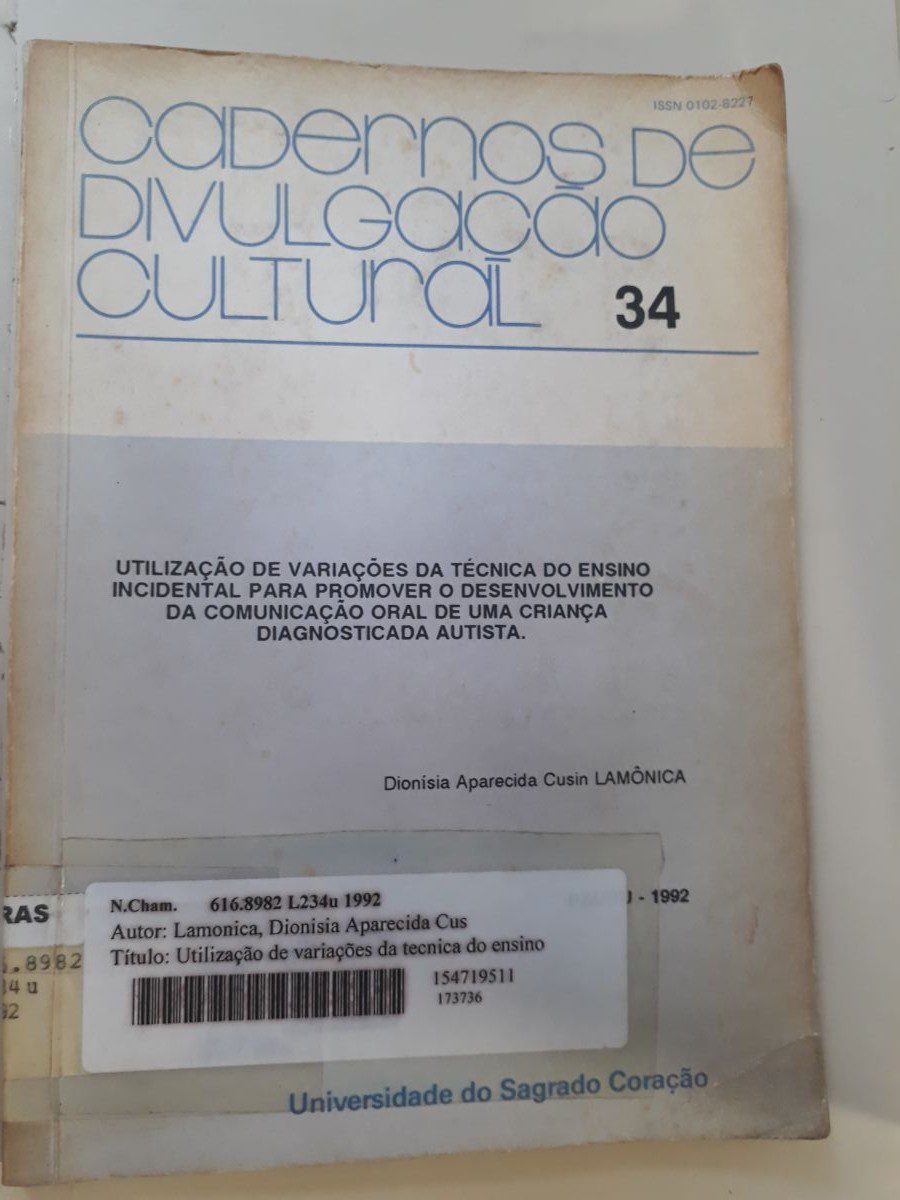 ISSN 0102-8227
CADERNOS DE
DIVULGAÇÃO
CULTURAL 34
UTILIZAÇÃO DE VARIAÇÕES DA TÉCNICA DO ENSINO
INCIDENTAL PARA PROMOVER O DESENVOLVIMENTO
DA COMUNICAÇÃO ORAL DE UMA CRIANÇA
DIAGNOSTICADA AUTISTA.
Dionísia Aparecida Cusin LAMÔNICA
- 1992
N.Cham. 616.8982 L234u 1992
Autor: Lamonica, Dionisia Aparecida Cus
Título: Utilização de variações da tecnica do ensino
154719511
173736
RAS
.8982
34 u
92
Universidade do Sagrado Coração